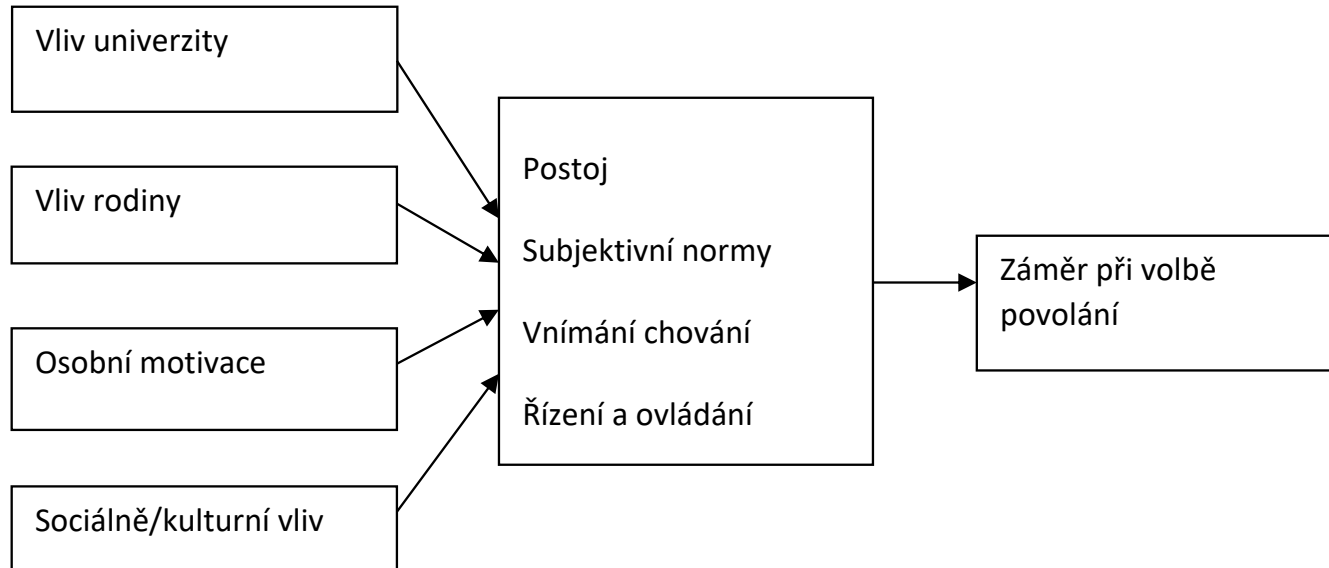 Vliv univerzity
Vliv rodiny
Osobní motivace
Sociálně/kulturní vliv
Postoj
Subjektivní normy
Vnímání chování
Řízení a ovládání
Záměr při volbě
povolání